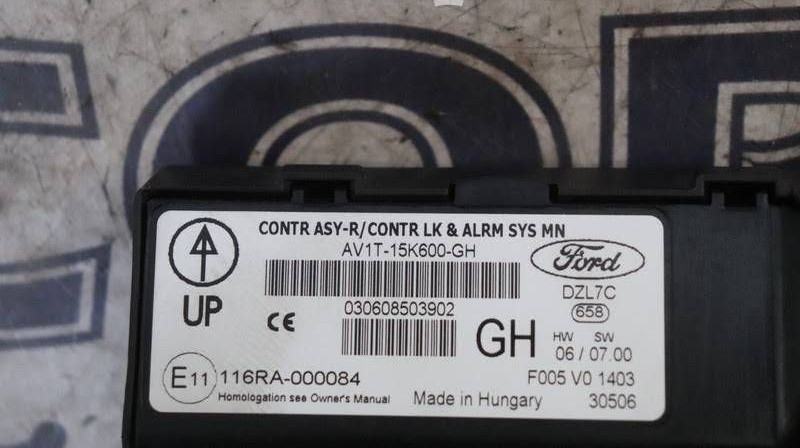 CONTR ASY-R/CONTR LK & ALRM SYS MN
AV1T-15K600-GH
Ford
UP
CE
030608503902
DZL7C
658
GH
HW SW
06 / 07.00
E11 116RA-000084
F005 V0 1403
Homologation see Owner's Manual
Made in Hungary
30506